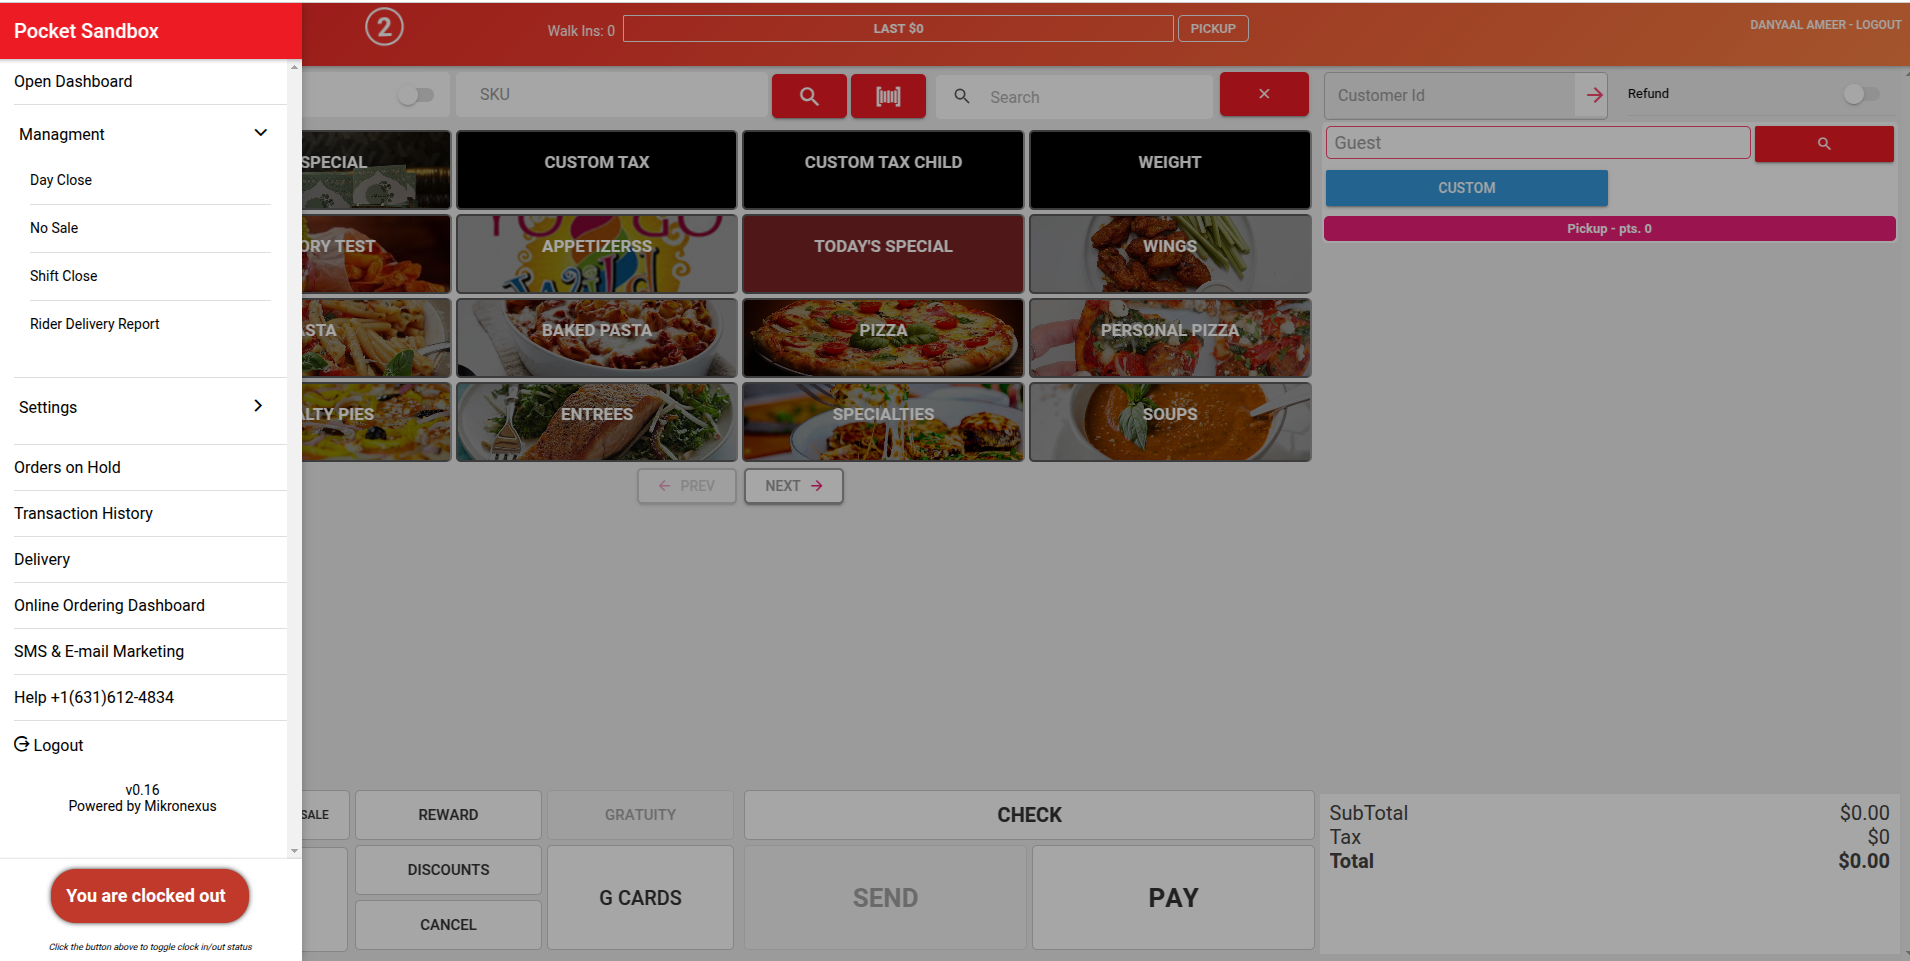 Pocket Sandbox
2
Walk Ins: 0
LAST $0
PICKUP
DANYAAL AMEER - LOGOUT
Open Dashboard
Managment
Day Close
No Sale
Shift Close
Rider Delivery Report
Settings
Orders on Hold
Transaction History
Delivery
Online Ordering Dashboard
SMS & E-mail Marketing
Help +1(631)612-4834
Logout
v0.16
Powered by Mikronexus
You are clocked out
Click the button above to toggle clock in/out status
SKU
Search
×
Customer Id
Refund
Guest
CUSTOM
Pickup - pts. 0
SPECIAL
CUSTOM TAX
CUSTOM TAX CHILD
WEIGHT
ORY TEST
APPETIZERSS
TODAY'S SPECIAL
WINGS
STA
BAKED PASTA
PIZZA
PERSONAL PIZZA
ALTY PIES
ENTREES
SPECIALTIES
SOUPS
PREV
NEXT
SALE
REWARD
GRATUITY
CHECK
DISCOUNTS
G CARDS
SEND
PAY
CANCEL
SubTotal $0.00
Tax $0
Total $0.00